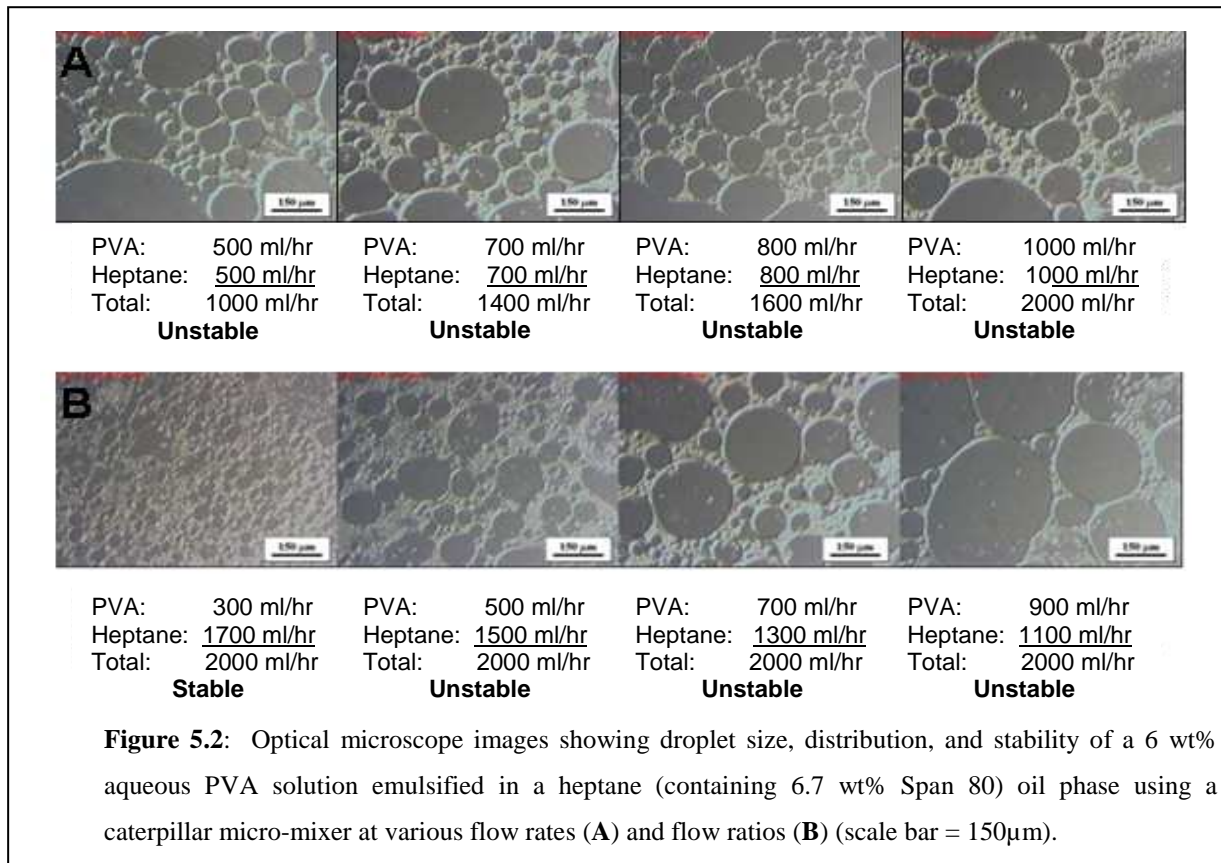 A
150 µm 150 µm 150 µm 150 µm
PVA: 500 ml/hr PVA: 700 ml/hr PVA: 800 ml/hr PVA: 1000 ml/hr
Heptane: 500 ml/hr Heptane: 700 ml/hr Heptane: 800 ml/hr Heptane: 1000 ml/hr
Total: 1000 ml/hr Total: 1400 ml/hr Total: 1600 ml/hr Total: 2000 ml/hr
Unstable Unstable Unstable Unstable
B
150 µm 150 µm 150 µm 150 µm
PVA: 300 ml/hr PVA: 500 ml/hr PVA: 700 ml/hr PVA: 900 ml/hr
Heptane: 1700 ml/hr Heptane: 1500 ml/hr Heptane: 1300 ml/hr Heptane: 1100 ml/hr
Total: 2000 ml/hr Total: 2000 ml/hr Total: 2000 ml/hr Total: 2000 ml/hr
Stable Unstable Unstable Unstable
Figure 5.2: Optical microscope images showing droplet size, distribution, and stability of a 6 wt%
aqueous PVA solution emulsified in a heptane (containing 6.7 wt% Span 80) oil phase using a
caterpillar micro-mixer at various flow rates (A) and flow ratios (B) (scale bar = 150µm).